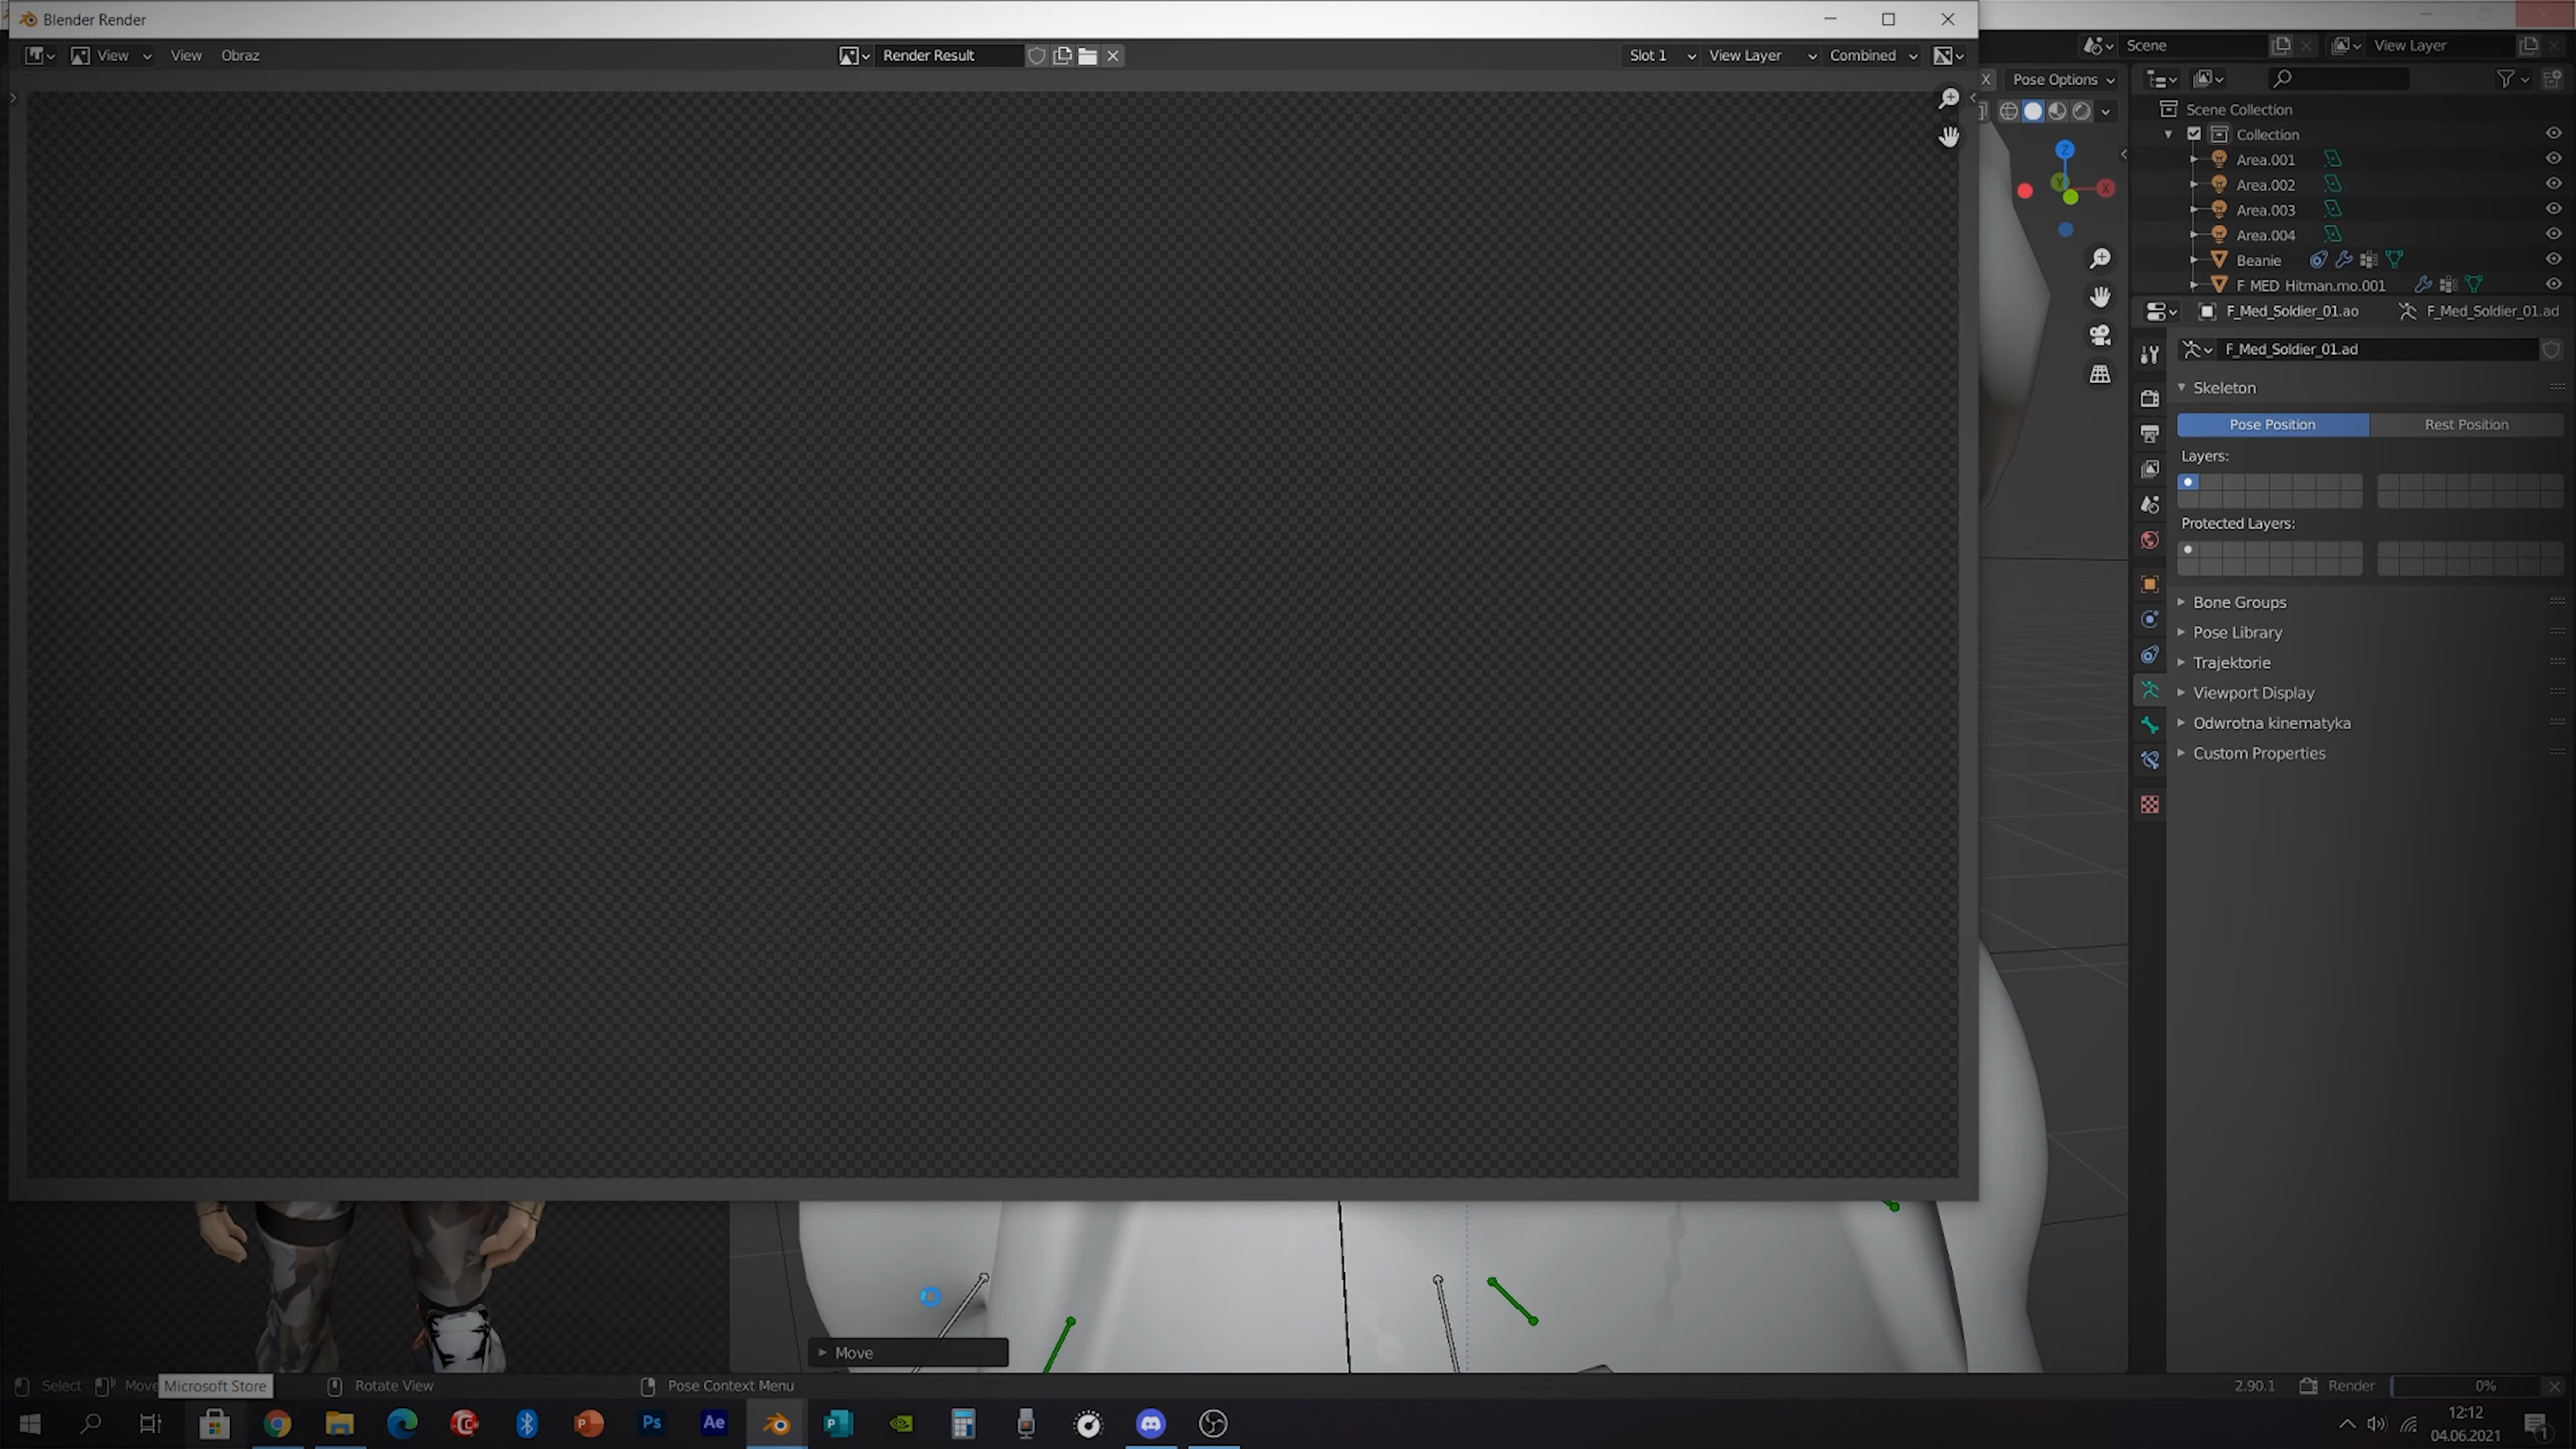 Blender Render
View View Obraz Render Result Slot 1 View Layer Combined
Scene View Layer
X Pose Options
Scene Collection
Collection
Area.001
Area.002
Area.003
Area.004
Beanie
F_MED_Hitman.mo.001
Z
Y X
F_Med_Soldier_01.ao F_Med_Soldier_01.ad
F_Med_Soldier_01.ad
Skeleton
Pose Position Rest Position
Layers:
Protected Layers:
Bone Groups
Pose Library
Trajektorie
Viewport Display
Odwrotna kinematyka
Custom Properties
Move
Select Move Microsoft Store Rotate View Pose Context Menu 2.90.1 Render 0%
P Ps Ae P 12:12
04.06.2021 1